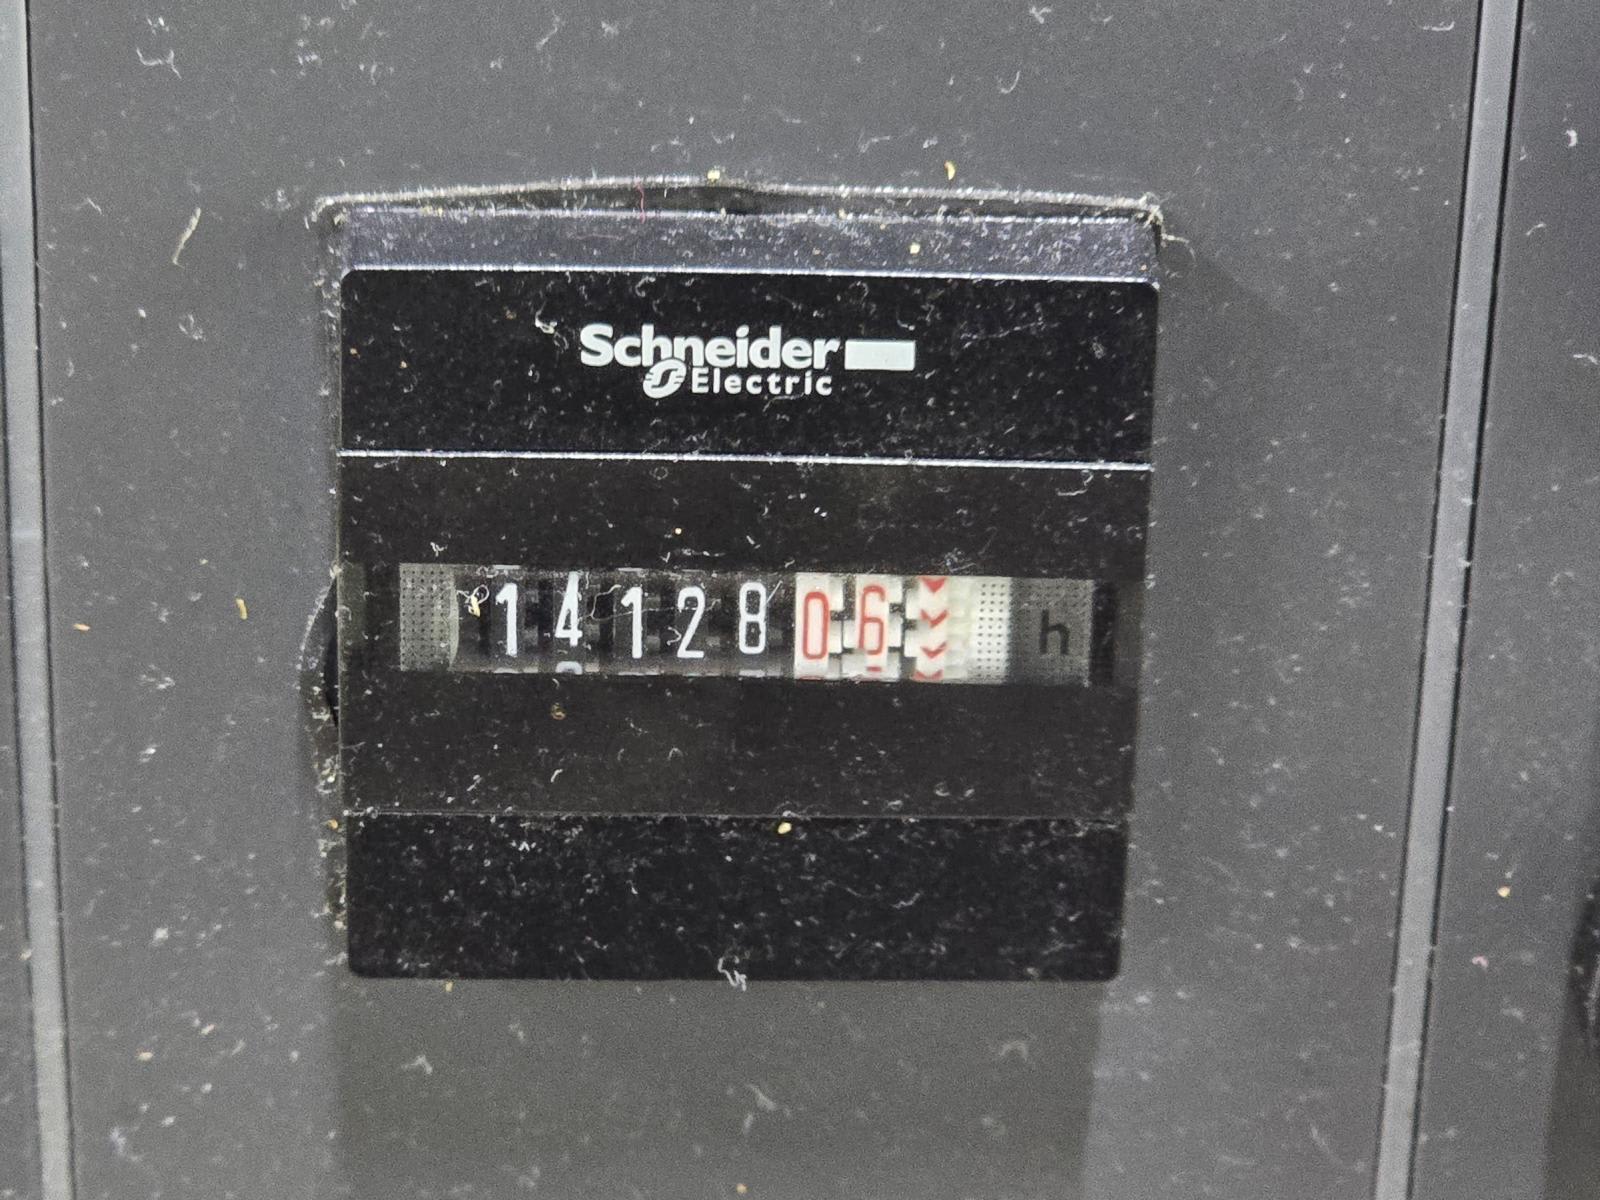 Schneider
Electric
1412806 h